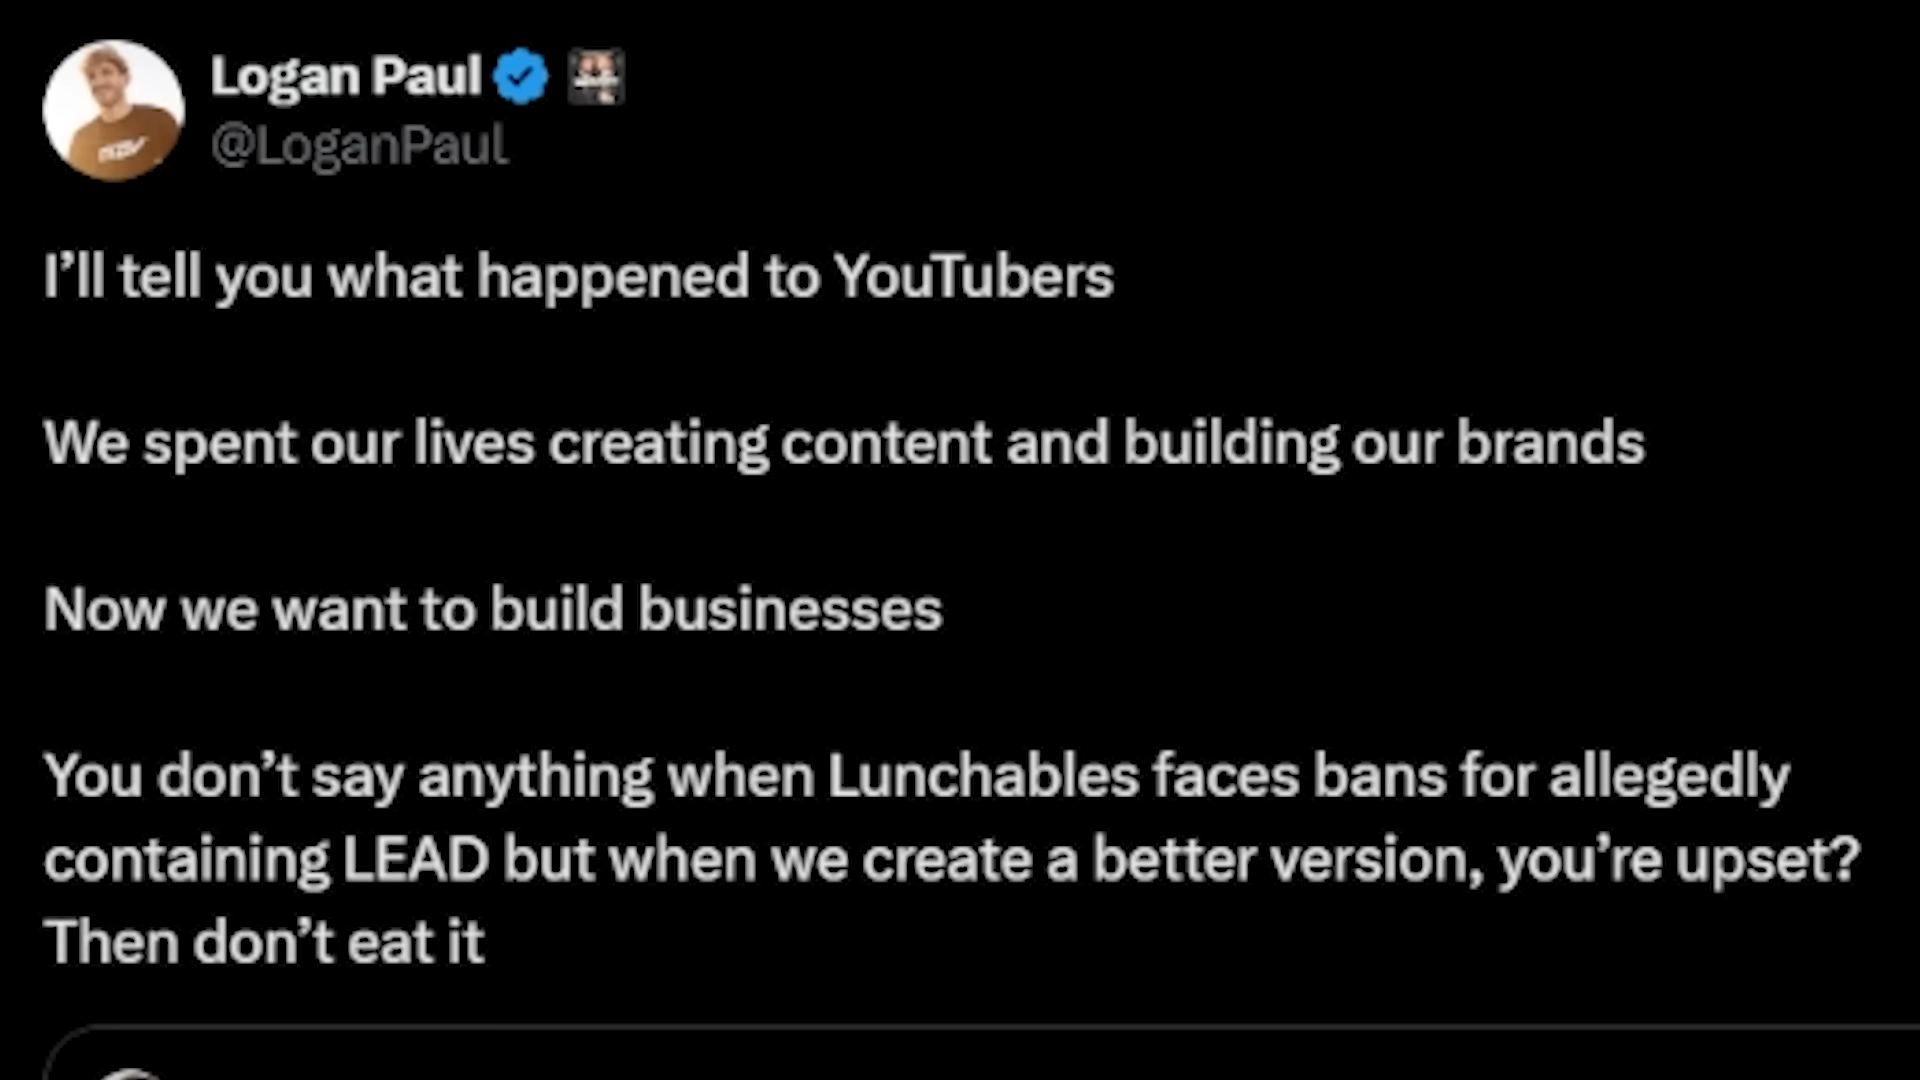 Logan Paul
@LoganPaul
I’ll tell you what happened to YouTubers
We spent our lives creating content and building our brands
Now we want to build businesses
You don’t say anything when Lunchables faces bans for allegedly
containing LEAD but when we create a better version, you’re upset?
Then don’t eat it